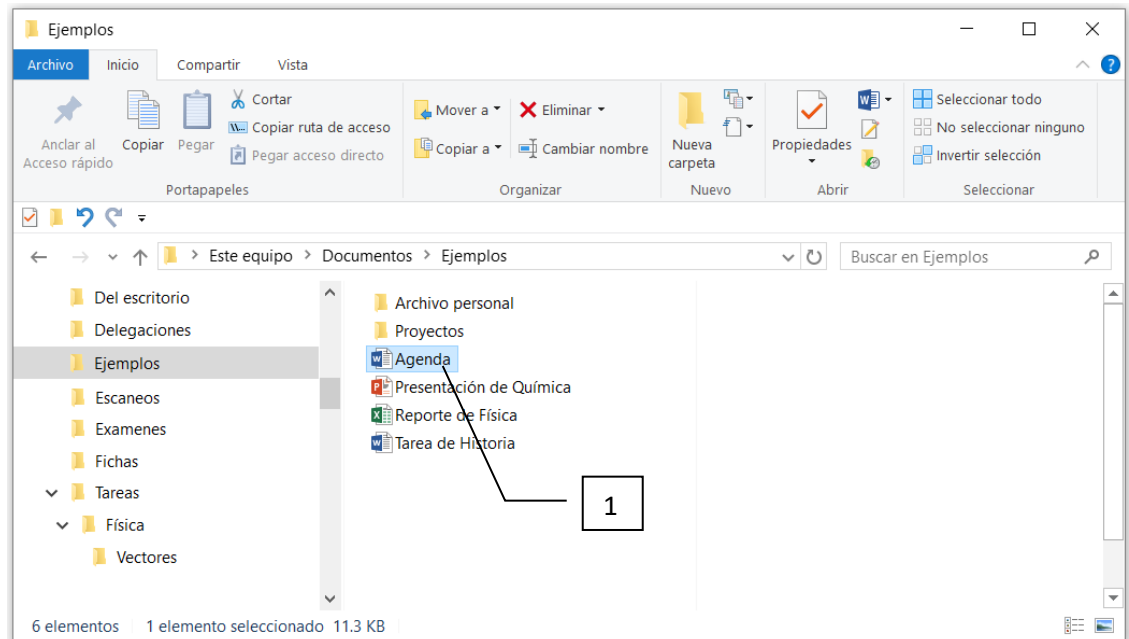 Ejemplos
Archivo Inicio Compartir Vista
Anclar al Acceso rápido
Copiar
Pegar
Cortar
Copiar ruta de acceso
Pegar acceso directo
Portapapeles
Mover a
Copiar a
Eliminar
Cambiar nombre
Organizar
Nueva carpeta
Nuevo
Propiedades
Abrir
Seleccionar todo
No seleccionar ninguno
Invertir selección
Seleccionar
Este equipo > Documentos > Ejemplos
Buscar en Ejemplos
Del escritorio
Delegaciones
Ejemplos
Escaneos
Examenes
Fichas
Tareas
Física
Vectores
Archivo personal
Proyectos
Agenda
Presentación de Química
Reporte de Física
Tarea de Historia
1
6 elementos 1 elemento seleccionado 11.3 KB